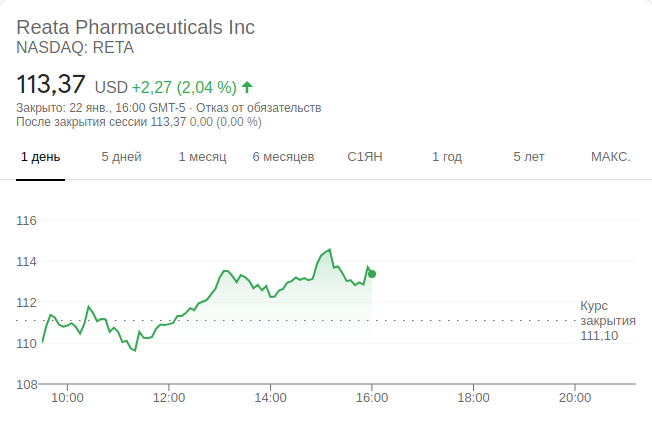 Reata Pharmaceuticals Inc
NASDAQ: RETA
113,37 USD +2,27 (2,04 %)
Закрыто: 22 янв., 16:00 GMT-5 · Отказ от обязательств
После закрытия сессии 113,37 0,00 (0,00 %)
1 день 5 дней 1 месяц 6 месяцев С1ЯН 1 год 5 лет МАКС.
116
114
112
Курс
закрытия
111,10
110
108
10:00 12:00 14:00 16:00 18:00 20:00